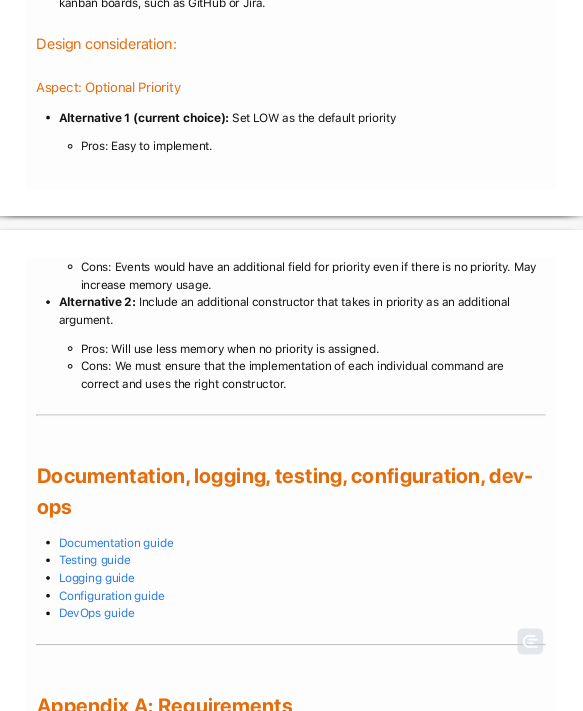 kanban boards, such as GitHub or Jira.
Design consideration:
Aspect: Optional Priority
• Alternative 1 (current choice): Set LOW as the default priority
◦ Pros: Easy to implement.
◦ Cons: Events would have an additional field for priority even if there is no priority. May
increase memory usage.
• Alternative 2: Include an additional constructor that takes in priority as an additional
argument.
◦ Pros: Will use less memory when no priority is assigned.
◦ Cons: We must ensure that the implementation of each individual command are
correct and uses the right constructor.
Documentation, logging, testing, configuration, dev-
ops
• Documentation guide
• Testing guide
• Logging guide
• Configuration guide
• DevOps guide
Appendix A: Requirements